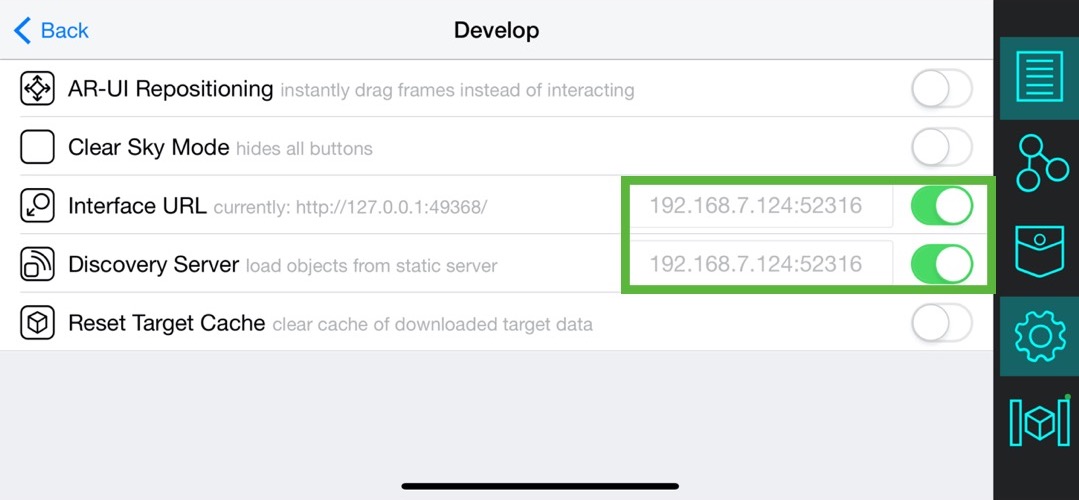 Back
Develop
AR-UI Repositioning instantly drag frames instead of interacting
Clear Sky Mode hides all buttons
Interface URL currently: http://127.0.0.1:49368/ 192.168.7.124:52316
Discovery Server load objects from static server 192.168.7.124:52316
Reset Target Cache clear cache of downloaded target data